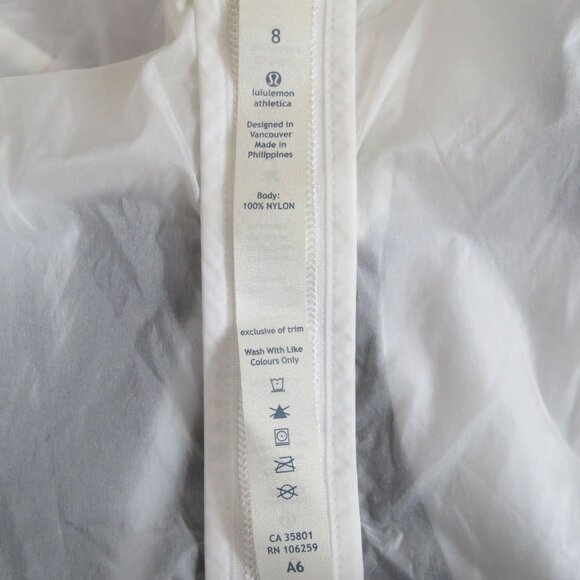 8
lululemon
athletica
Designed in
Vancouver
Made in
Philippines
Body:
100% NYLON
exclusive of trim
Wash With Like
Colours Only
CA 35801
RN 106259
A6